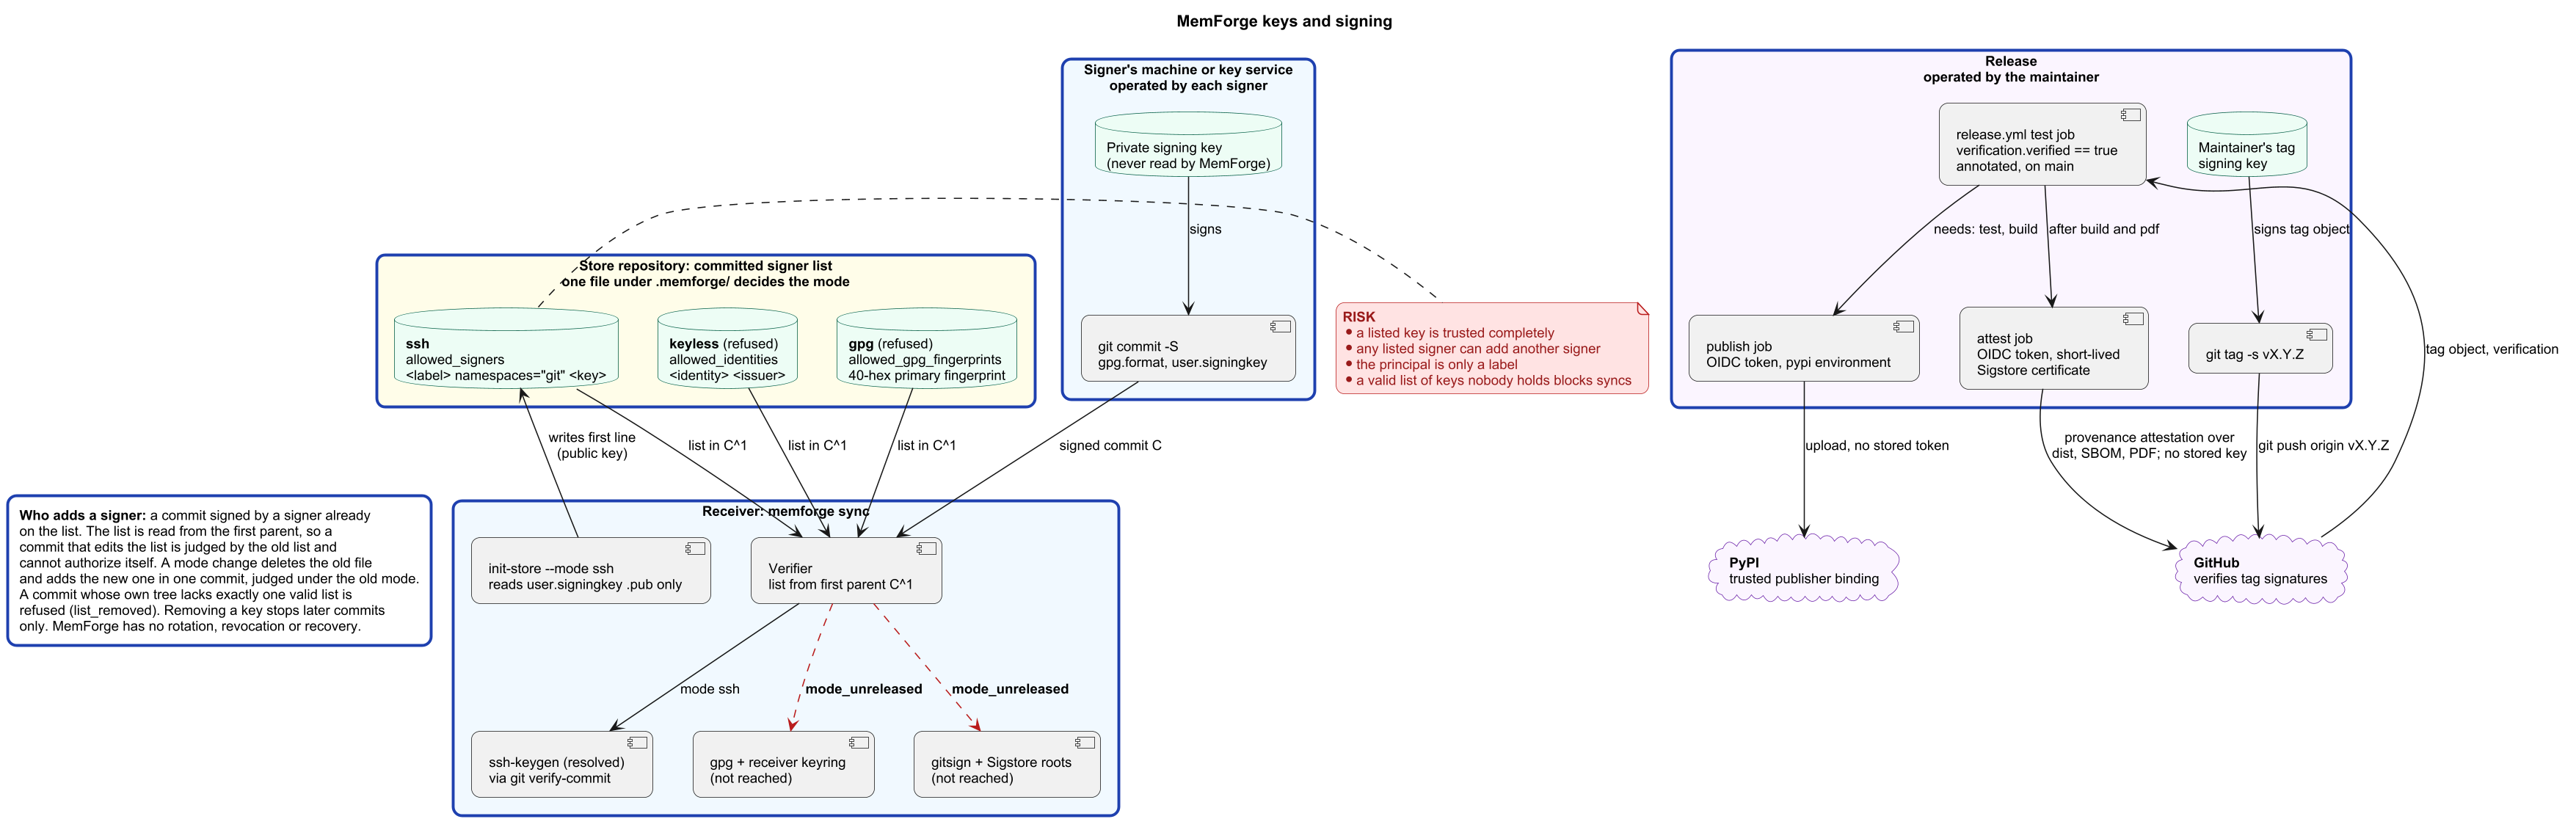 MemForge keys and signing
Signer's machine or key service
operated by each signer
Private signing key
(never read by MemForge)
signs
git commit -S
gpg.format, user.signingkey
signed commit C
Release
operated by the maintainer
release.yml test job
verification.verified == true
annotated, on main
Maintainer's tag
signing key
needs: test, build
after build and pdf
signs tag object
publish job
OIDC token, pypi environment
attest job
OIDC token, short-lived
Sigstore certificate
git tag -s vX.Y.Z
tag object, verification
upload, no stored token
provenance attestation over
dist, SBOM, PDF; no stored key
git push origin vX.Y.Z
PyPI
trusted publisher binding
GitHub
verifies tag signatures
Store repository: committed signer list
one file under .memforge/ decides the mode
ssh
allowed_signers
<label> namespaces="git" <key>
keyless (refused)
allowed_identities
<identity> <issuer>
gpg (refused)
allowed_gpg_fingerprints
40-hex primary fingerprint
RISK
• a listed key is trusted completely
• any listed signer can add another signer
• the principal is only a label
• a valid list of keys nobody holds blocks syncs
writes first line
(public key)
list in C^1
list in C^1
list in C^1
Who adds a signer: a commit signed by a signer already
on the list. The list is read from the first parent, so a
commit that edits the list is judged by the old list and
cannot authorize itself. A mode change deletes the old file
and adds the new one in one commit, judged under the old mode.
A commit whose own tree lacks exactly one valid list is
refused (list_removed). Removing a key stops later commits
only. MemForge has no rotation, revocation or recovery.
Receiver: memforge sync
init-store --mode ssh
reads user.signingkey .pub only
Verifier
list from first parent C^1
mode ssh
mode_unreleased
mode_unreleased
ssh-keygen (resolved)
via git verify-commit
gpg + receiver keyring
(not reached)
gitsign + Sigstore roots
(not reached)